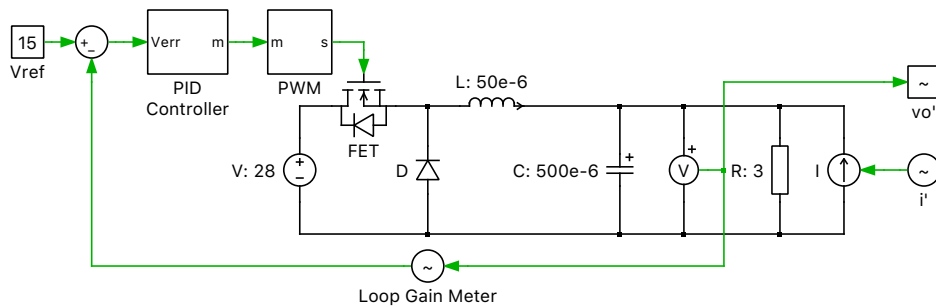 15
Vref
+
−
Verr
m
PID
Controller
m
s
PWM
FET
V: 28
+
−
D
L: 50e-6
C: 500e-6
+
V
+
R: 3
I
~
vo'
~
i'
~
Loop Gain Meter